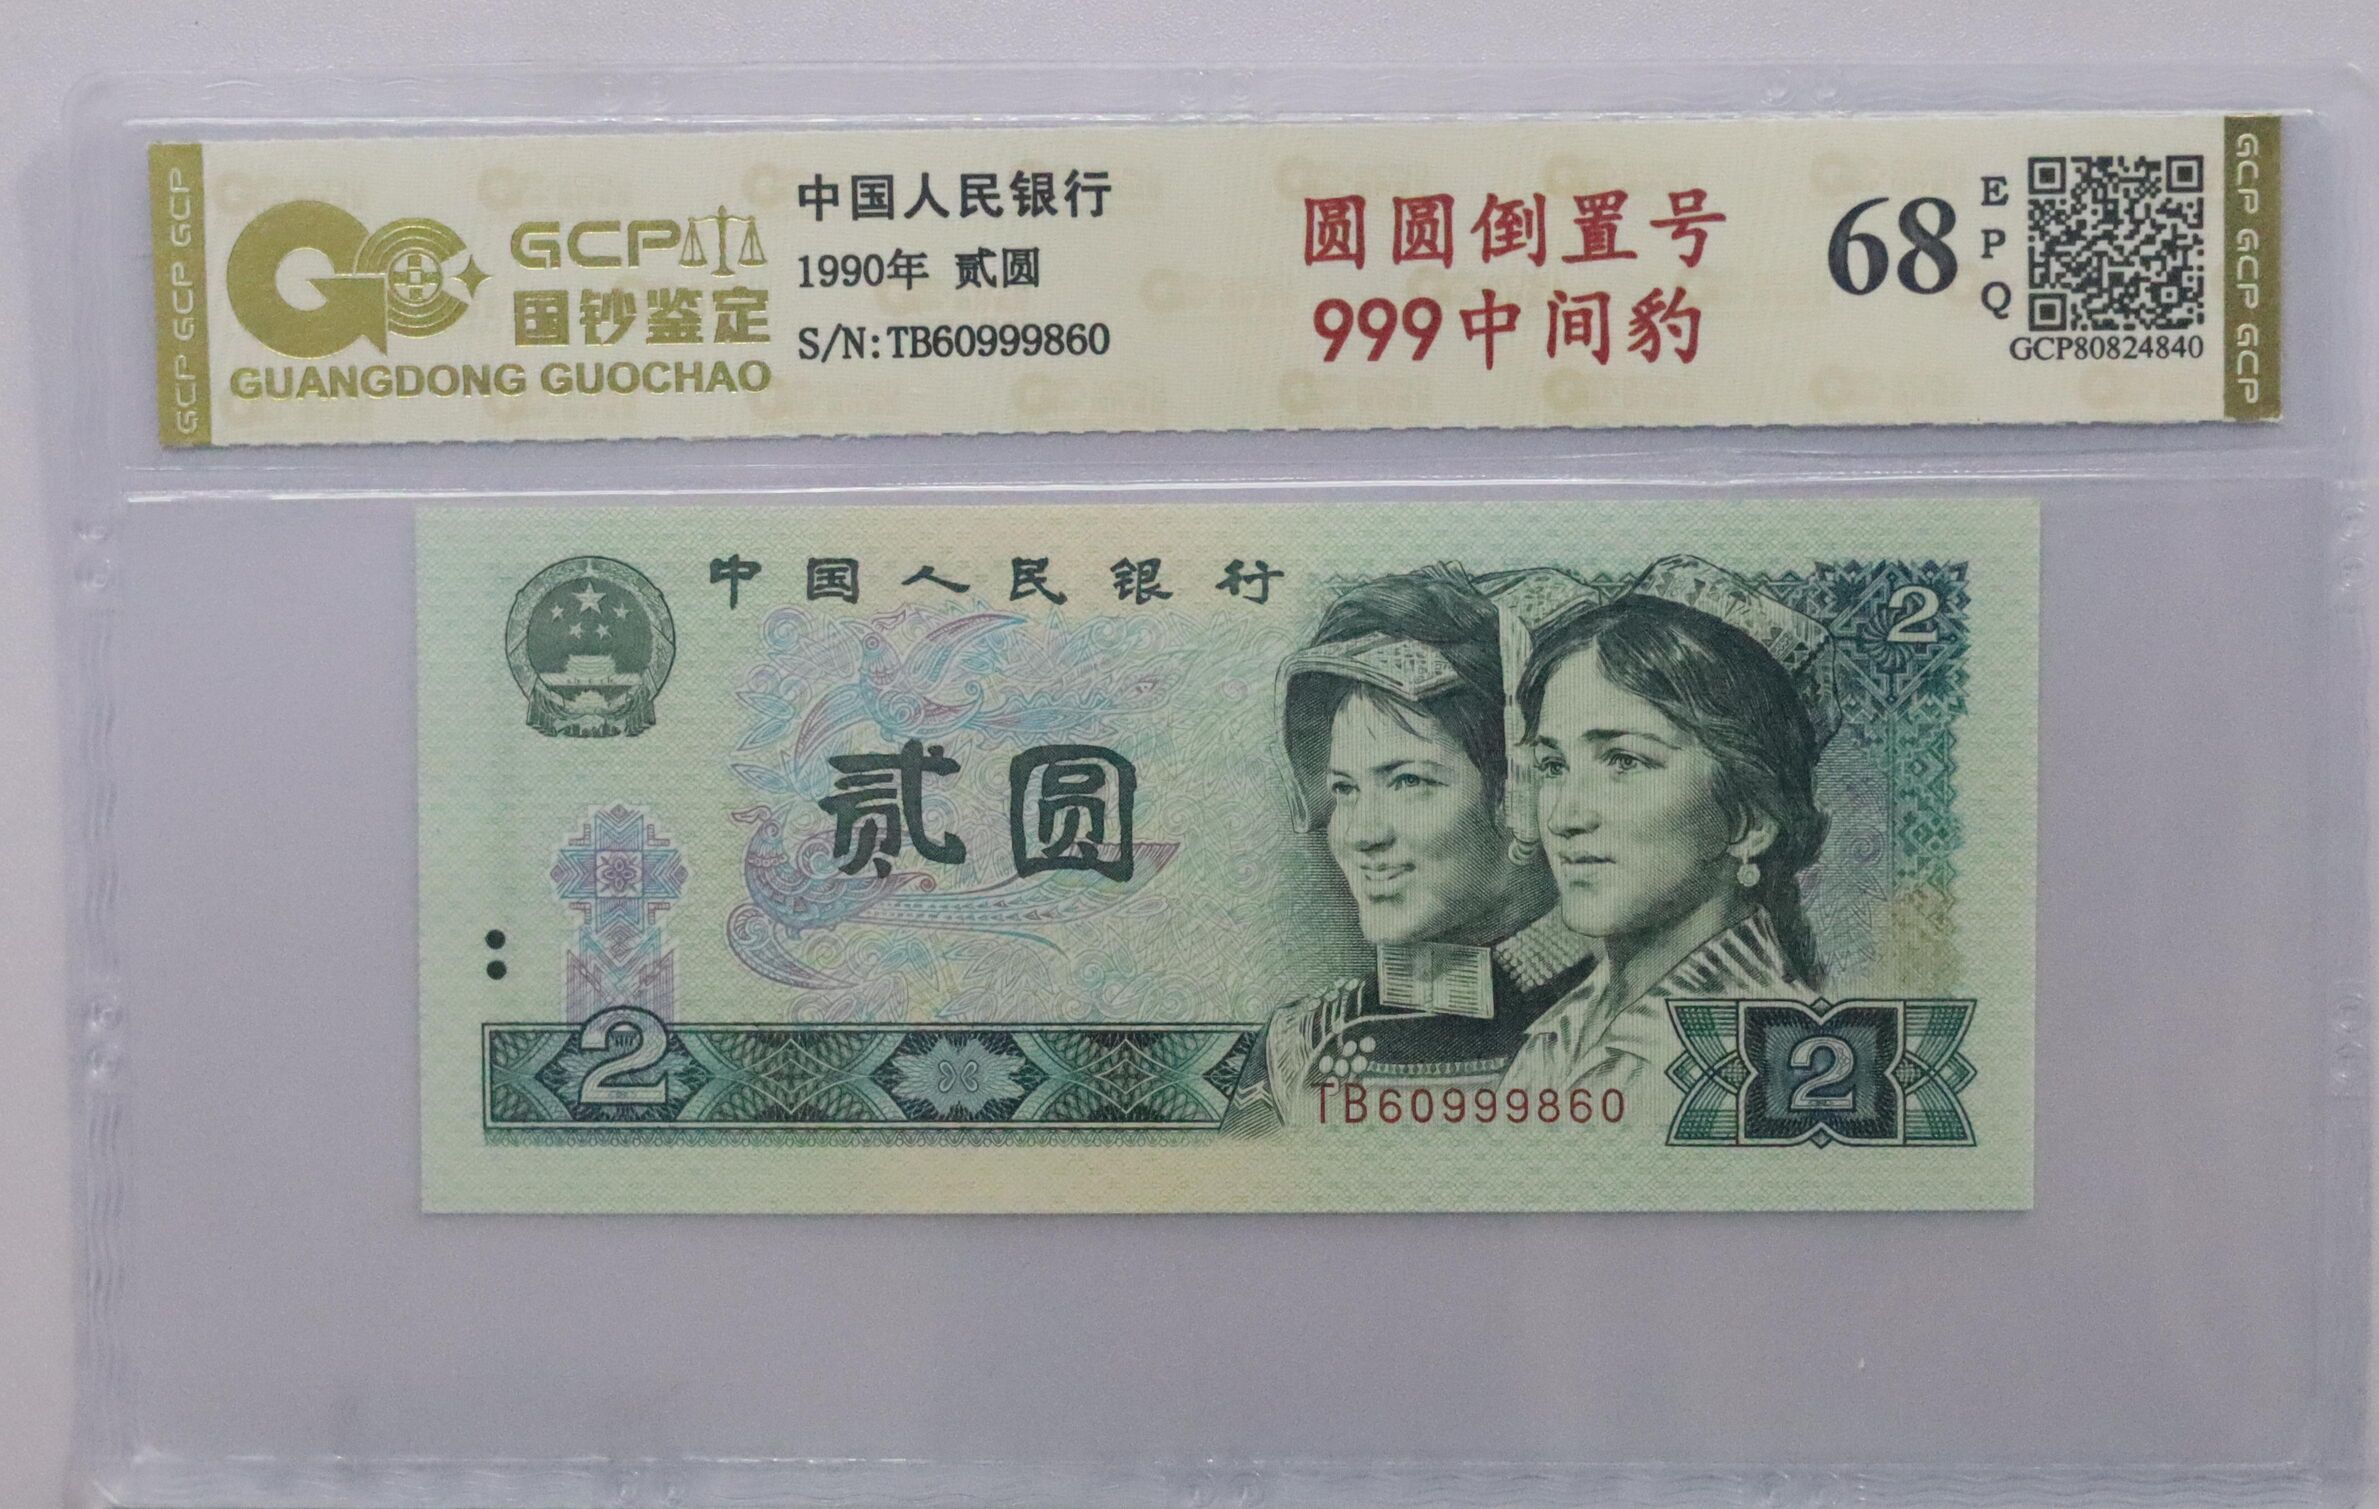 GCP GCP GCP
GCP
国钞鉴定
GUANGDONG GUOCHAO
中国人民银行
1990年 贰圆
S/N:TB60999860
圆圆倒置号
999中间豹
68
E
P
Q
GCP80824840
GCP GCP GCP
中国人民银行
2
贰圆
2
TB60999860
2